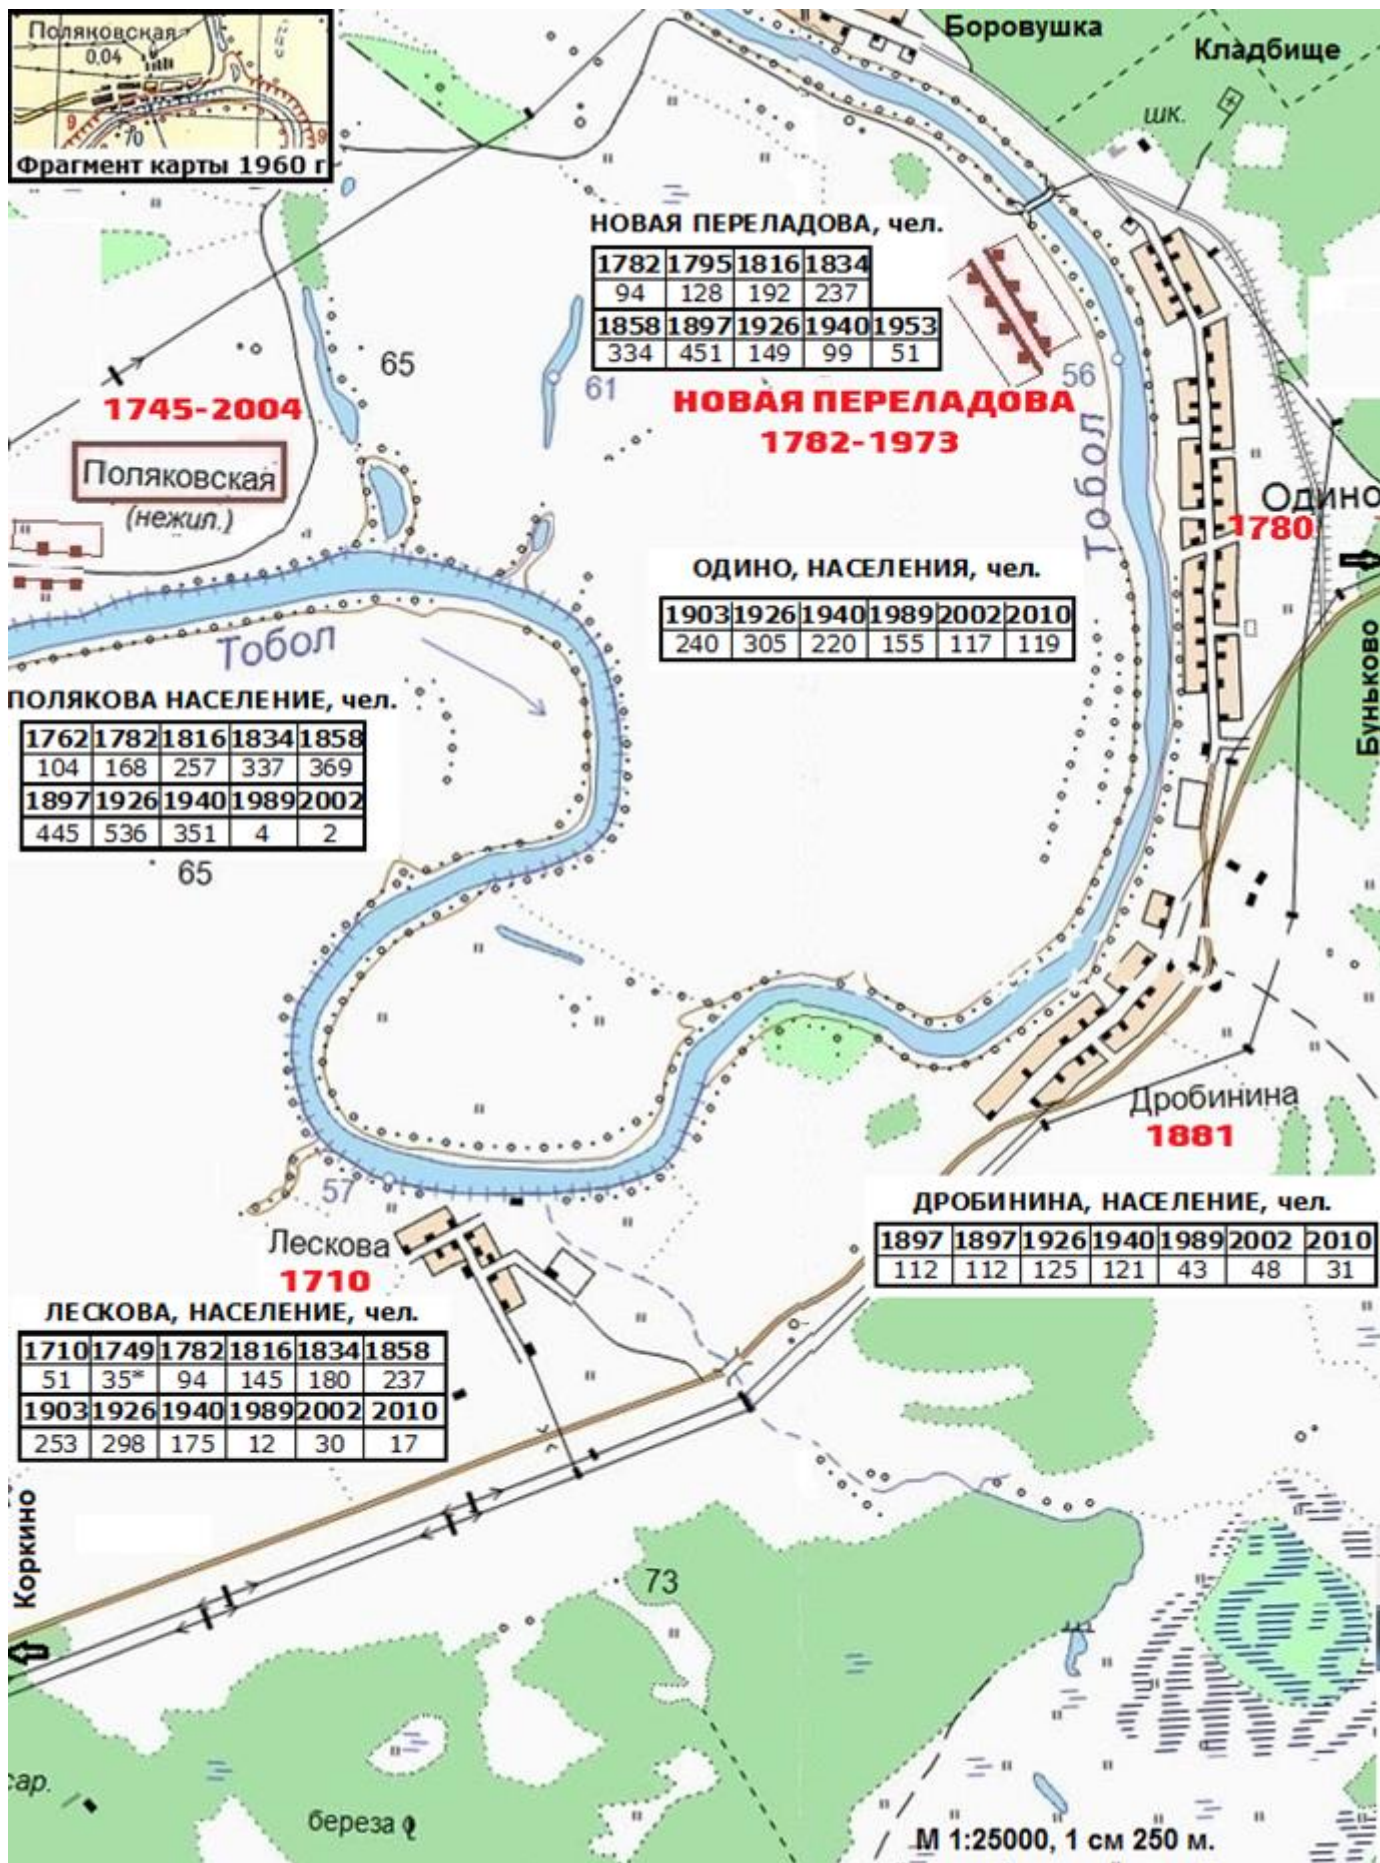 Поляковская
0.04
9
70
9
Фрагмент карты 1960 г
Боровушка
Кладбище
шк.
НОВАЯ ПЕРЕЛАДОВА, чел.
1782 1795 1816 1834
94 128 192 237
1858 1897 1926 1940 1953
334 451 149 99 51
65
61
56
1745-2004
НОВАЯ ПЕРЕЛАДОВА
1782-1973
Поляковская
(нежил.)
Тобол
Одино
1780
ОДИНО, НАСЕЛЕНИЯ, чел.
1903 1926 1940 1989 2002 2010
240 305 220 155 117 119
Тобол
Буньково
ПОЛЯКОВА НАСЕЛЕНИЕ, чел.
1762 1782 1816 1834 1858
104 168 257 337 369
1897 1926 1940 1989 2002
445 536 351 4 2
65
Дробинина
1881
57
ДРОБИНИНА, НАСЕЛЕНИЕ, чел.
1897 1897 1926 1940 1989 2002 2010
112 112 125 121 43 48 31
Лескова
1710
ЛЕСКОВА, НАСЕЛЕНИЕ, чел.
1710 1749 1782 1816 1834 1858
51 35* 94 145 180 237
1903 1926 1940 1989 2002 2010
253 298 175 12 30 17
Коркино
73
сар.
береза
М 1:25000, 1 см 250 м.